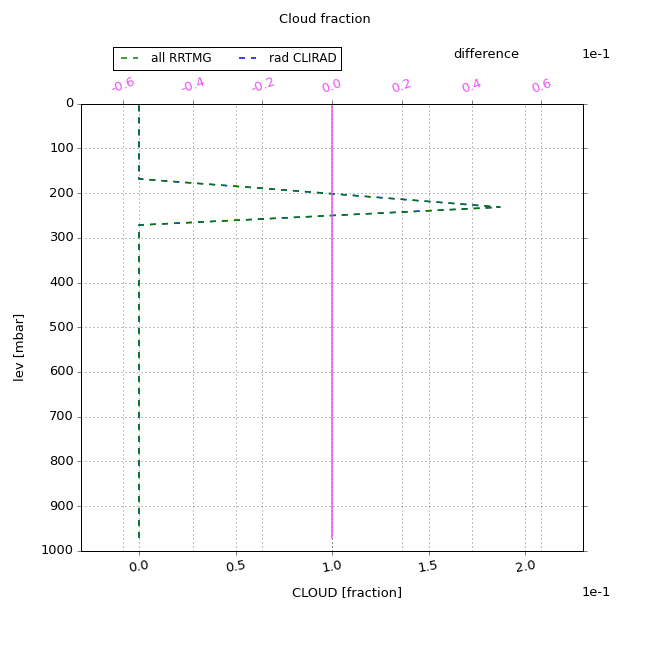 Cloud fraction
all RRTMG rad CLIRAD
difference 1e-1
-0.6 -0.4 -0.2 0.0 0.2 0.4 0.6
0
100
200
300
400
500
600
700
800
900
1000
lev [mbar]
0.0 0.5 1.0 1.5 2.0
CLOUD [fraction] 1e-1